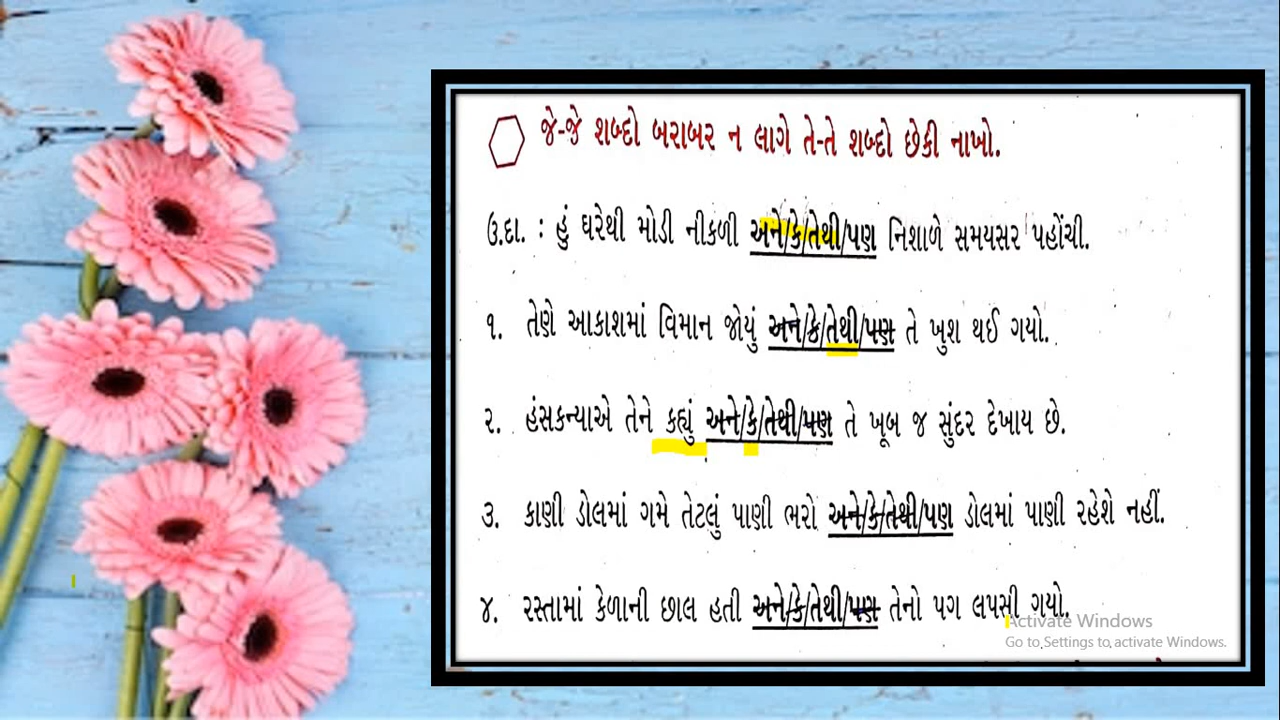 જે-જે શબ્દો બરાબર ન લાગે તે-તે શબ્દો છેકી નાખો.
ઉ.દા. : હું ઘરેથી મોડી નીકળી અને/કે/તેથી/પણ નિશાળે સમયસર પહોંચી.
૧. તેણે આકાશમાં વિમાન જોયું અને/કે/તેથી/પણ તે ખુશ થઈ ગયો.
૨. હંસકન્યાએ તેને કહ્યું અને/કે/તેથી/પણ તે ખૂબ જ સુંદર દેખાય છે.
૩. કાણી ડોલમાં ગમે તેટલું પાણી ભરો અને/કે/તેથી/પણ ડોલમાં પાણી રહેશે નહીં.
૪. રસ્તામાં કેળાની છાલ હતી અને/કે/તેથી/પણ તેનો પગ લપસી ગયો.
Activate Windows
Go to Settings to activate Windows.